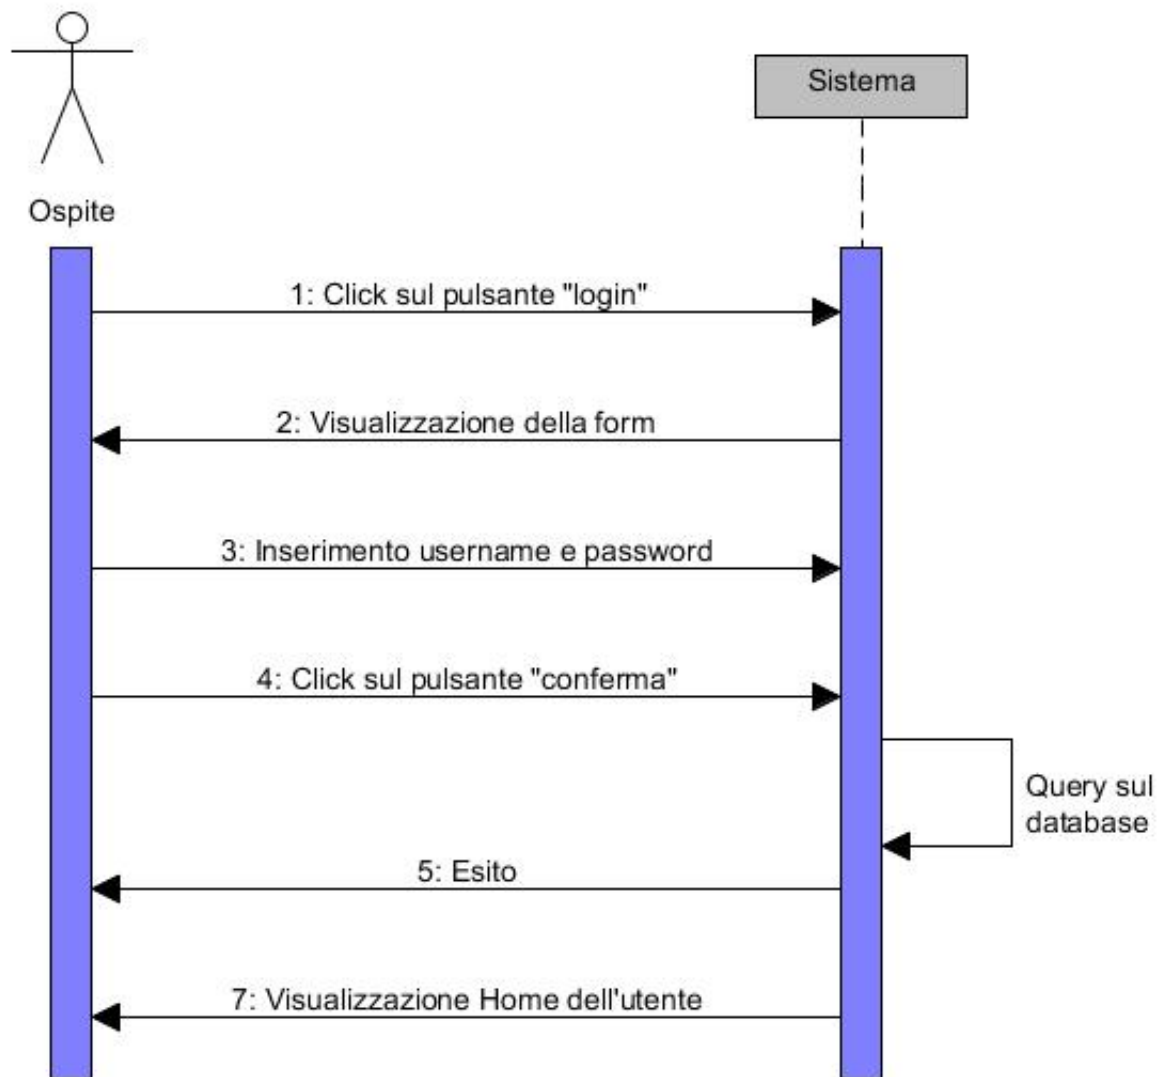 Sistema
Ospite
1: Click sul pulsante "login"
2: Visualizzazione della form
3: Inserimento username e password
4: Click sul pulsante "conferma"
Query sul
database
5: Esito
7: Visualizzazione Home dell'utente